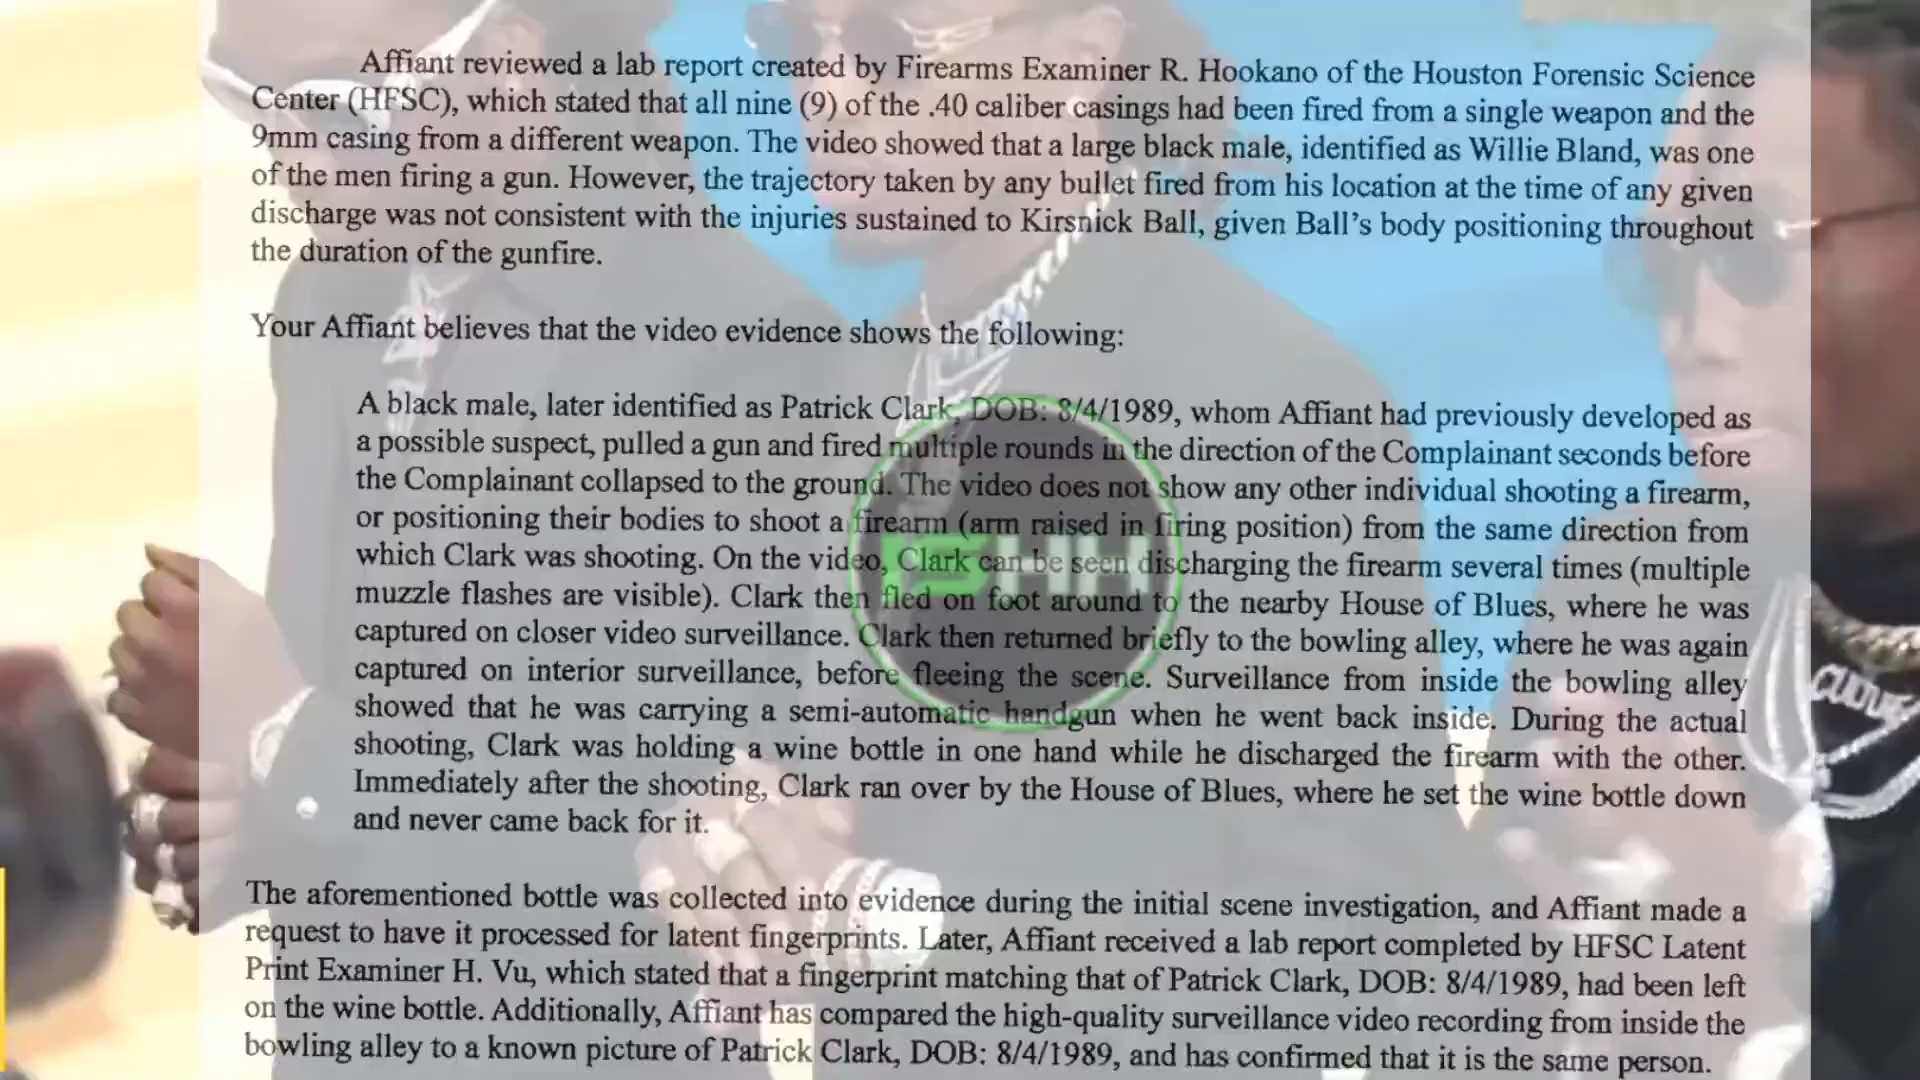 Affiant reviewed a lab report created by Firearms Examiner R. Hookano of the Houston Forensic Science
Center (HFSC), which stated that all nine (9) of the .40 caliber casings had been fired from a single weapon and the
9mm casing from a different weapon. The video showed that a large black male, identified as Willie Bland, was one
of the men firing a gun. However, the trajectory taken by any bullet fired from his location at the time of any given
discharge was not consistent with the injuries sustained to Kirsnick Ball, given Ball's body positioning throughout
the duration of the gunfire.
Your Affiant believes that the video evidence shows the following:
A black male, later identified as Patrick Clark, DOB: 8/4/1989, whom Affiant had previously developed as
a possible suspect, pulled a gun and fired multiple rounds in the direction of the Complainant seconds before
the Complainant collapsed to the ground. The video does not show any other individual shooting a firearm,
or positioning their bodies to shoot a firearm (arm raised in firing position) from the same direction from
which Clark was shooting. On the video, Clark can be seen discharging the firearm several times (multiple
muzzle flashes are visible). Clark then fled on foot around to the nearby House of Blues, where he was
captured on closer video surveillance. Clark then returned briefly to the bowling alley, where he was again
captured on interior surveillance, before fleeing the scene. Surveillance from inside the bowling alley
showed that he was carrying a semi-automatic handgun when he went back inside. During the actual
shooting, Clark was holding a wine bottle in one hand while he discharged the firearm with the other.
Immediately after the shooting, Clark ran over by the House of Blues, where he set the wine bottle down
and never came back for it.
The aforementioned bottle was collected into evidence during the initial scene investigation, and Affiant made a
request to have it processed for latent fingerprints. Later, Affiant received a lab report completed by HFSC Latent
Print Examiner H. Vu, which stated that a fingerprint matching that of Patrick Clark, DOB: 8/4/1989, had been left
on the wine bottle. Additionally, Affiant has compared the high-quality surveillance video recording from inside the
bowling alley to a known picture of Patrick Clark, DOB: 8/4/1989, and has confirmed that it is the same person.
ISHH